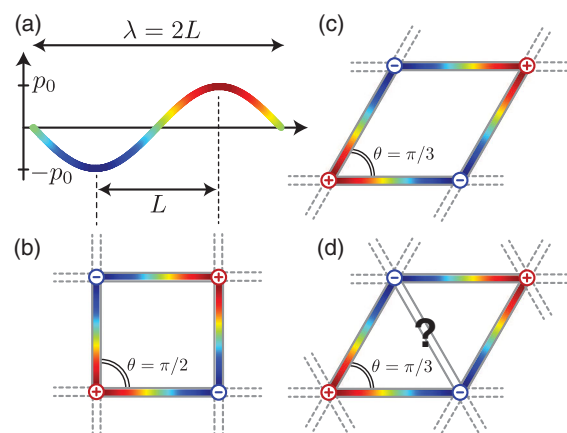 (a)
λ = 2L
p₀
−p₀
L
(b)
− +
θ = π/2
+ −
(c)
− +
θ = π/3
+ −
(d)
− +
?
θ = π/3
+ −